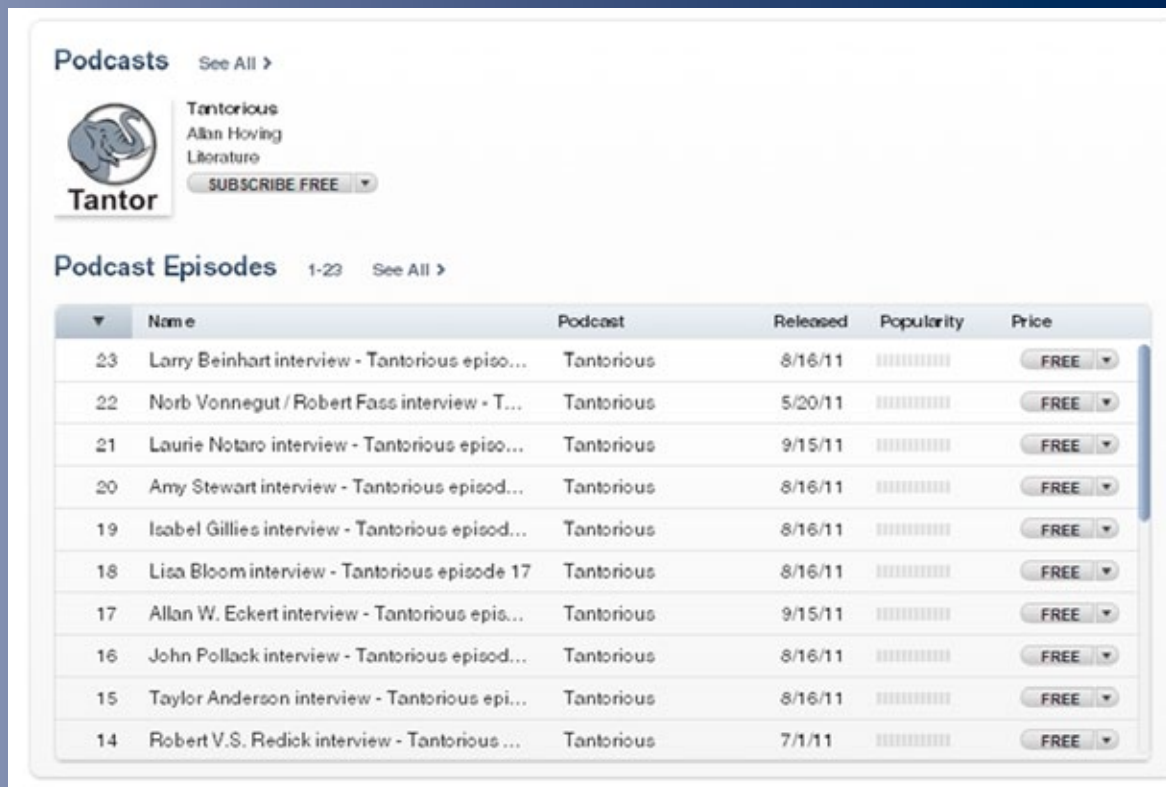 Podcasts See All >
Tantorious
Allan Hoving
Literature
SUBSCRIBE FREE
Tantor
Podcast Episodes 1-23 See All >
Name Podcast Released Popularity Price
23 Larry Beinhart interview - Tantorious episo... Tantorious 8/16/11 FREE
22 Norb Vonnegut / Robert Fass interview - T... Tantorious 5/20/11 FREE
21 Laurie Notaro interview - Tantorious episo... Tantorious 9/15/11 FREE
20 Amy Stewart interview - Tantorious episod... Tantorious 8/16/11 FREE
19 Isabel Gillies interview - Tantorious episod... Tantorious 8/16/11 FREE
18 Lisa Bloom interview - Tantorious episode 17 Tantorious 8/16/11 FREE
17 Allan W. Eckert interview - Tantorious epis... Tantorious 9/15/11 FREE
16 John Pollack interview - Tantorious episod... Tantorious 8/16/11 FREE
15 Taylor Anderson interview - Tantorious epi... Tantorious 8/16/11 FREE
14 Robert V.S. Redick interview - Tantorious ... Tantorious 7/1/11 FREE